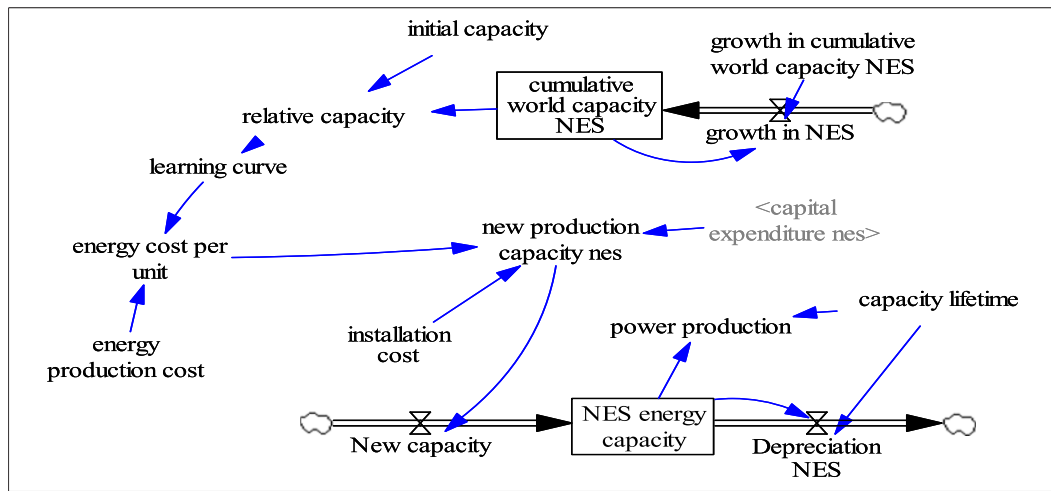 initial capacity
growth in cumulative
world capacity NES
cumulative
world capacity
NES
relative capacity
growth in NES
learning curve
<capital
expenditure nes>
new production
capacity nes
energy cost per
unit
capacity lifetime
installation
cost
power production
energy
production cost
NES energy
capacity
New capacity
Depreciation
NES